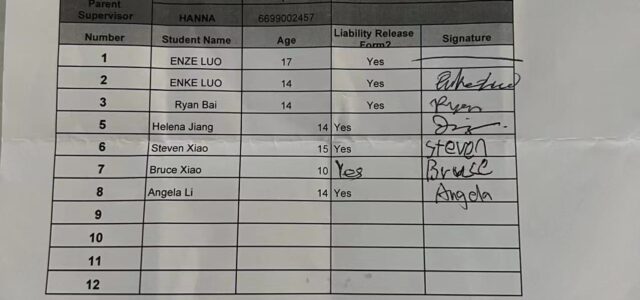 Parent
Supervisor HANNA 6699002457
Number Student Name Age Liability Release Form? Signature
1 ENZE LUO 17 Yes
2 ENKE LUO 14 Yes
3 Ryan Bai 14 Yes Ryan
5 Helena Jiang 14 Yes
6 Steven Xiao 15 Yes Steven
7 Bruce Xiao 10 Yes Bruce
8 Angela Li 14 Yes Angela
9
10
11
12